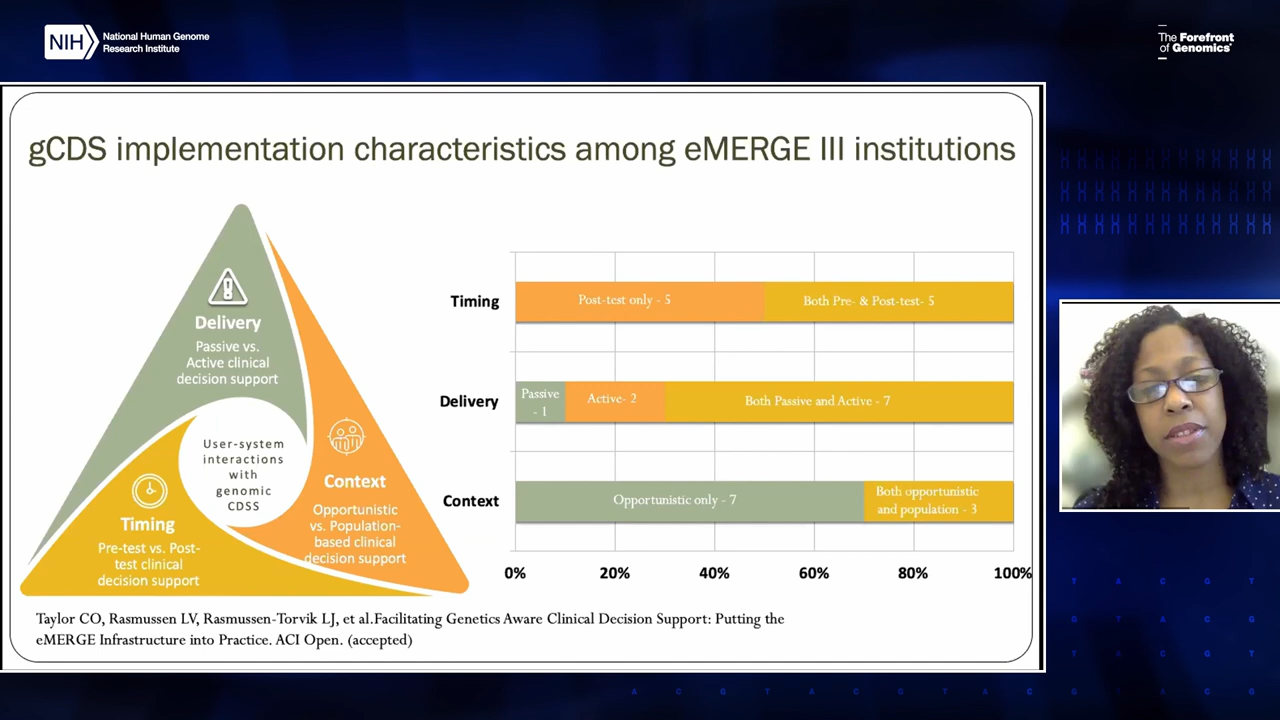 NIH
National Human Genome
Research Institute
The Forefront
of Genomics®
gCDS implementation characteristics among eMERGE III institutions
Delivery
Passive vs.
Active clinical
decision support
User-system
interactions
with
genomic
CDSS
Context
Opportunistic
vs. Population-
based clinical
decision support
Timing
Pre-test vs. Post-
test clinical
decision support
Timing
Post-test only - 5
Both Pre- & Post-test- 5
Delivery
Passive
- 1
Active- 2
Both Passive and Active - 7
Context
Opportunistic only - 7
Both opportunistic
and population - 3
0%
20%
40%
60%
80%
100%
Taylor CO, Rasmussen LV, Rasmussen-Torvik LJ, et al.Facilitating Genetics Aware Clinical Decision Support: Putting the
eMERGE Infrastructure into Practice. ACI Open. (accepted)